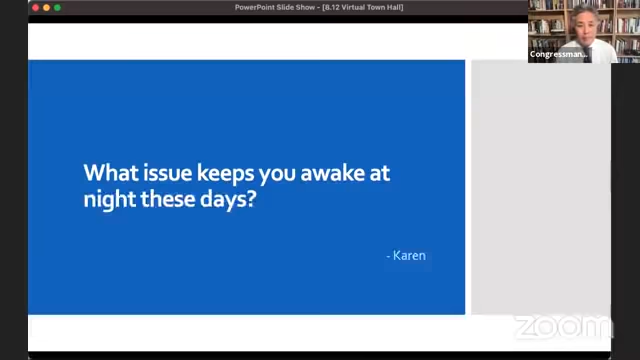 PowerPoint Slide Show - [8.12 Virtual Town Hall]
Congressman...
What issue keeps you awake at
night these days?
- Karen
zoom